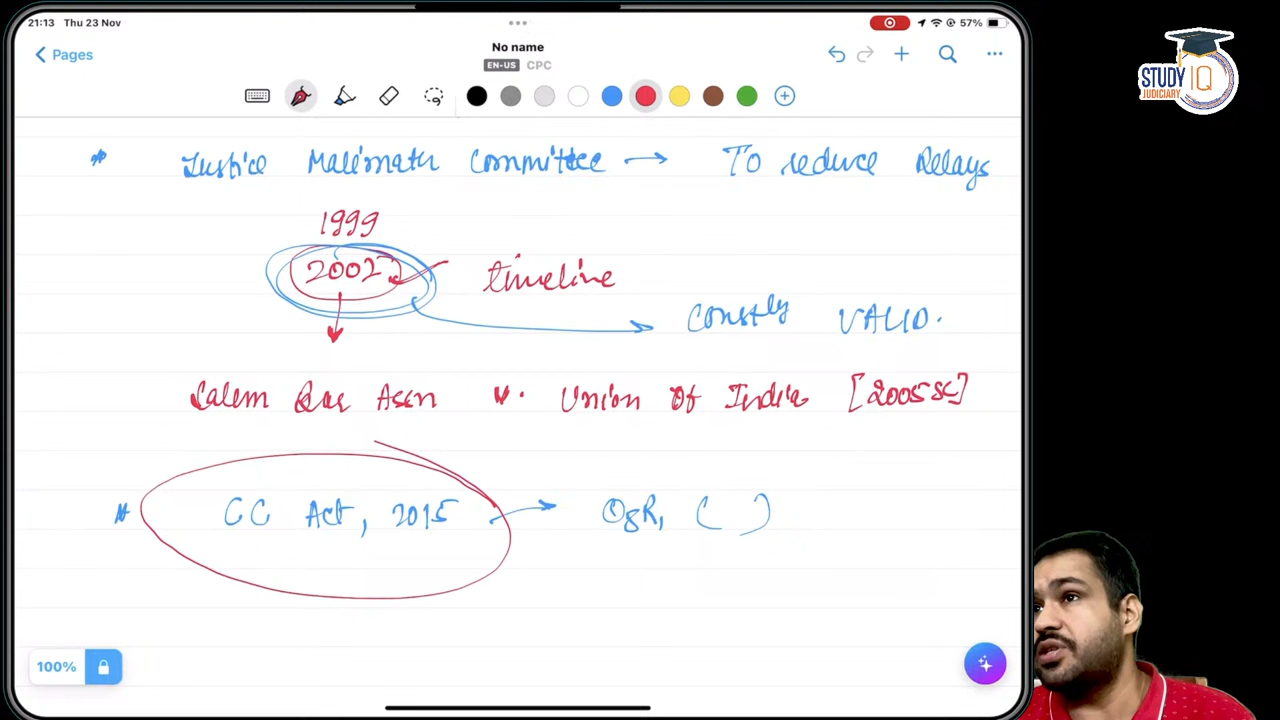 21:13 Thu 23 Nov
57%
Pages
No name
EN-US CPC
STUDY IQ
JUDICIARY
* Justice Malimath Committee → To reduce Delays
1999
2002 timeline
Constly VALID.
Salem Bar Assn v. Union Of India [2005 SC]
* CC Act, 2015 → O8R1 ( )
100%